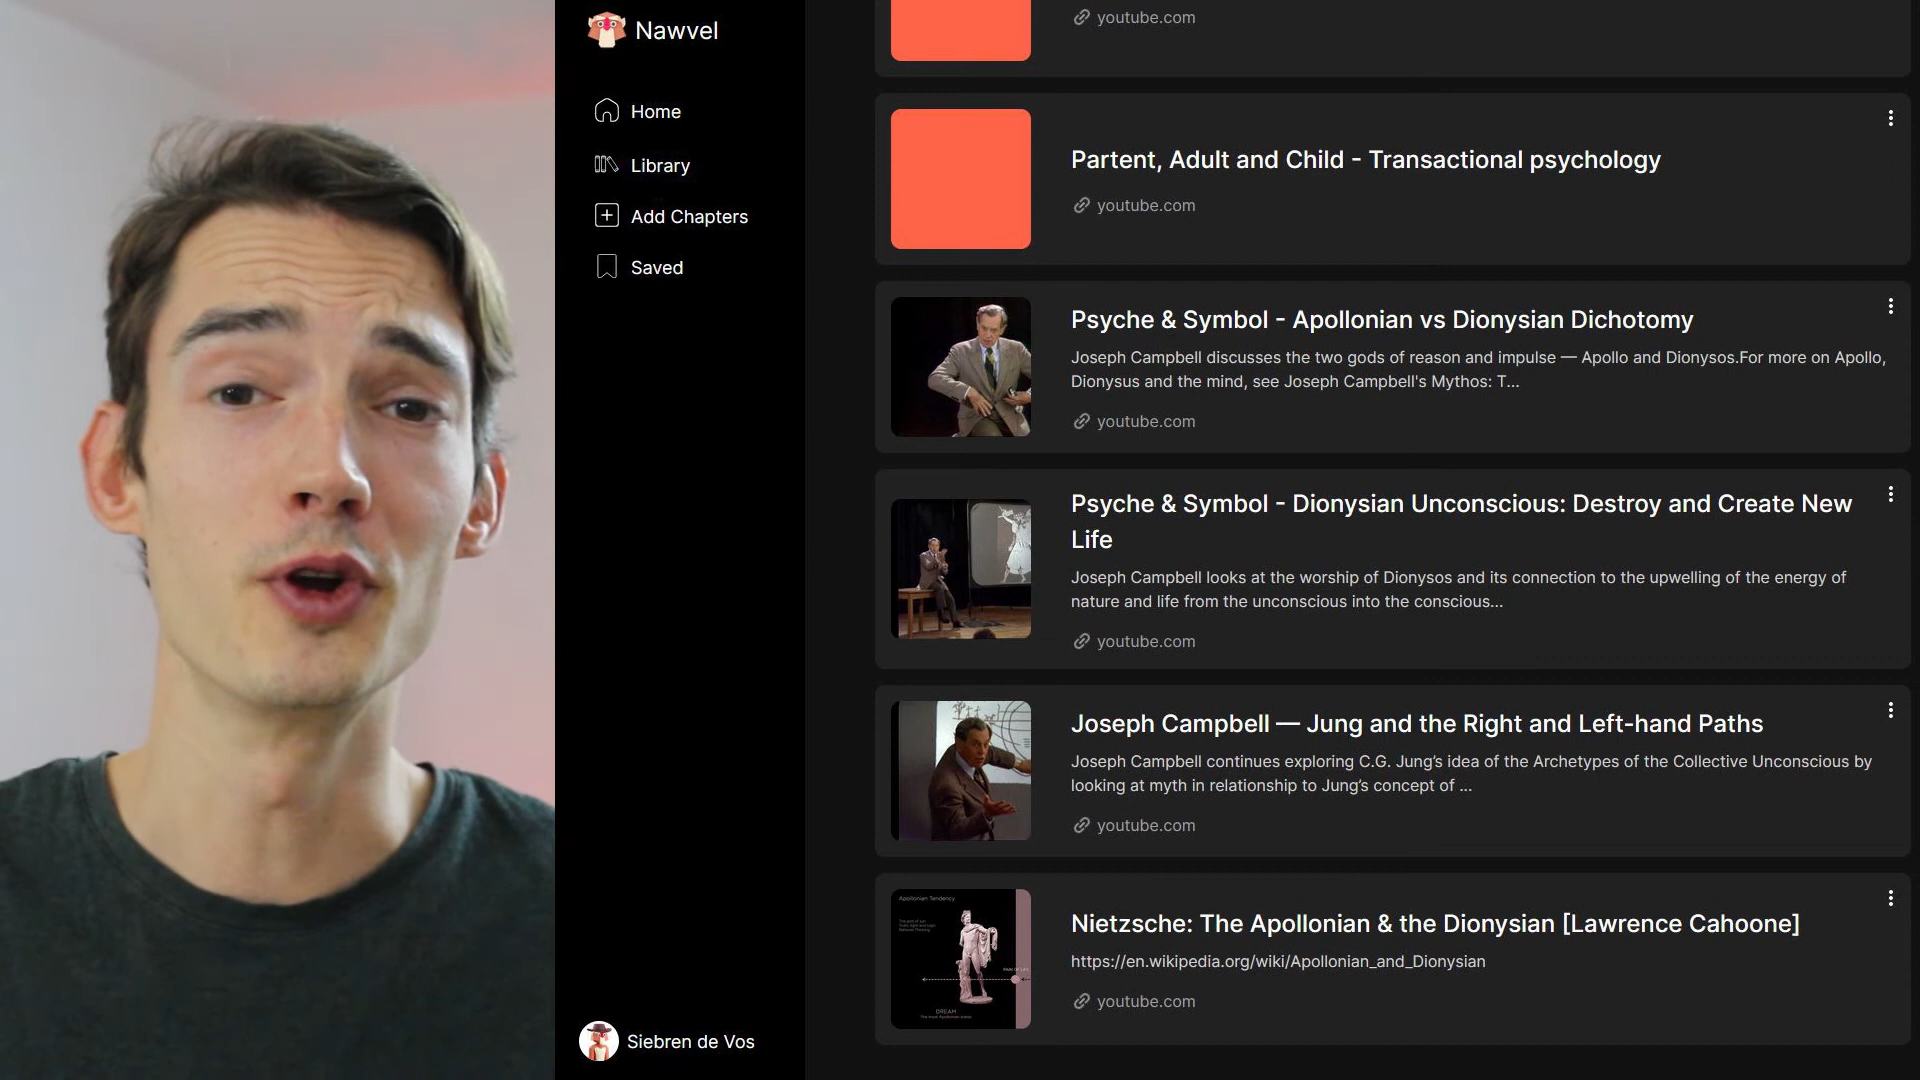 Nawvel
Home
Library
Add Chapters
Saved
Siebren de Vos
youtube.com
Partent, Adult and Child - Transactional psychology
youtube.com
Psyche & Symbol - Apollonian vs Dionysian Dichotomy
Joseph Campbell discusses the two gods of reason and impulse — Apollo and Dionysos.For more on Apollo,
Dionysus and the mind, see Joseph Campbell's Mythos: T...
youtube.com
Psyche & Symbol - Dionysian Unconscious: Destroy and Create New
Life
Joseph Campbell looks at the worship of Dionysos and its connection to the upwelling of the energy of
nature and life from the unconscious into the conscious...
youtube.com
Joseph Campbell — Jung and the Right and Left-hand Paths
Joseph Campbell continues exploring C.G. Jung’s idea of the Archetypes of the Collective Unconscious by
looking at myth in relationship to Jung’s concept of ...
youtube.com
Apollonian Tendency
DREAM
Nietzsche: The Apollonian & the Dionysian [Lawrence Cahoone]
https://en.wikipedia.org/wiki/Apollonian_and_Dionysian
youtube.com